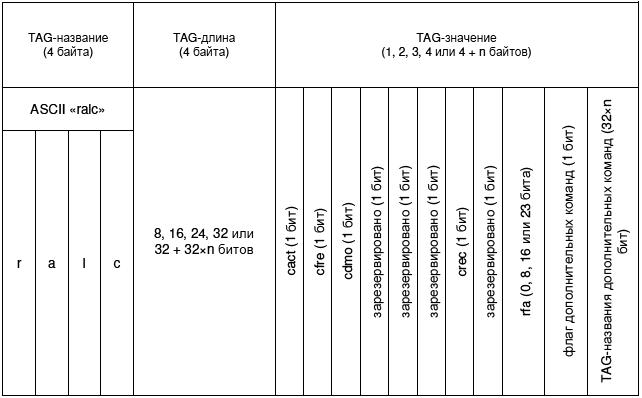 TAG-название
(4 байта)
TAG-длина
(4 байта)
TAG-значение
(1, 2, 3, 4 или 4 + n байтов)
ASCII «ralc»
r
a
l
c
8, 16, 24, 32 или
32 + 32×n битов
cact (1 бит)
cfre (1 бит)
cdmo (1 бит)
зарезервировано (1 бит)
зарезервировано (1 бит)
зарезервировано (1 бит)
crec (1 бит)
зарезервировано (1 бит)
rfa (0, 8, 16 или 23 бита)
флаг дополнительных команд (1 бит)
TAG-названия дополнительных команд (32×n
бит)